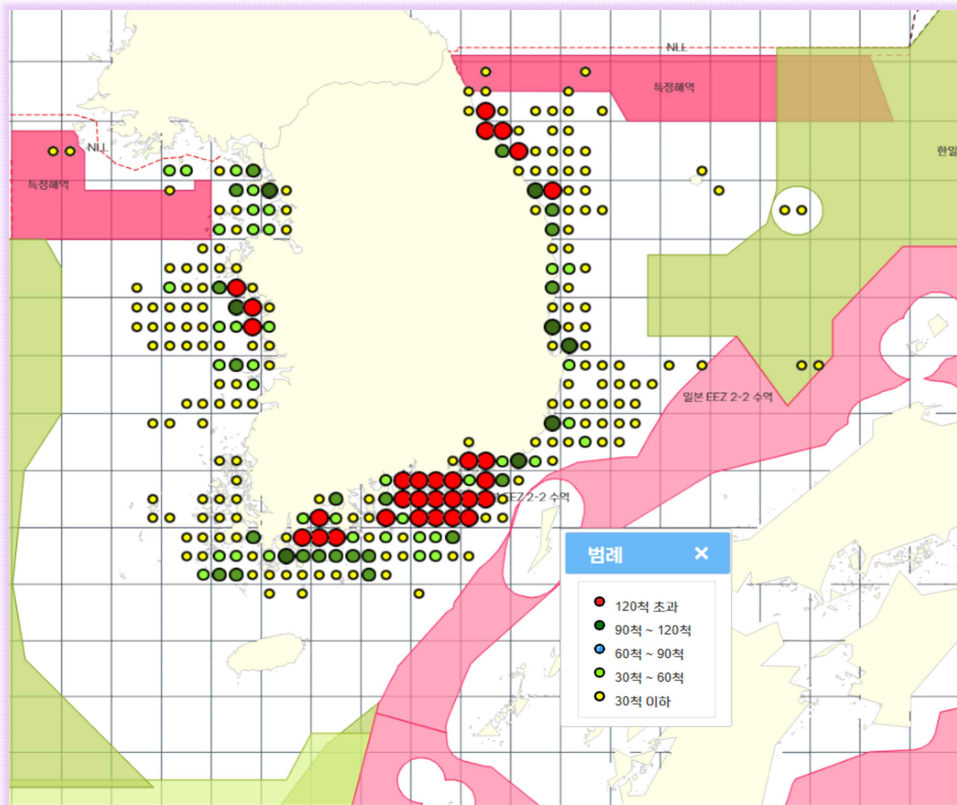 NLL
특정해역
NLL
한일
특정해역
일본 EEZ 2-2 수역
EEZ 2-2 수역
범례
120척 초과
90척 ~ 120척
60척 ~ 90척
30척 ~ 60척
30척 이하